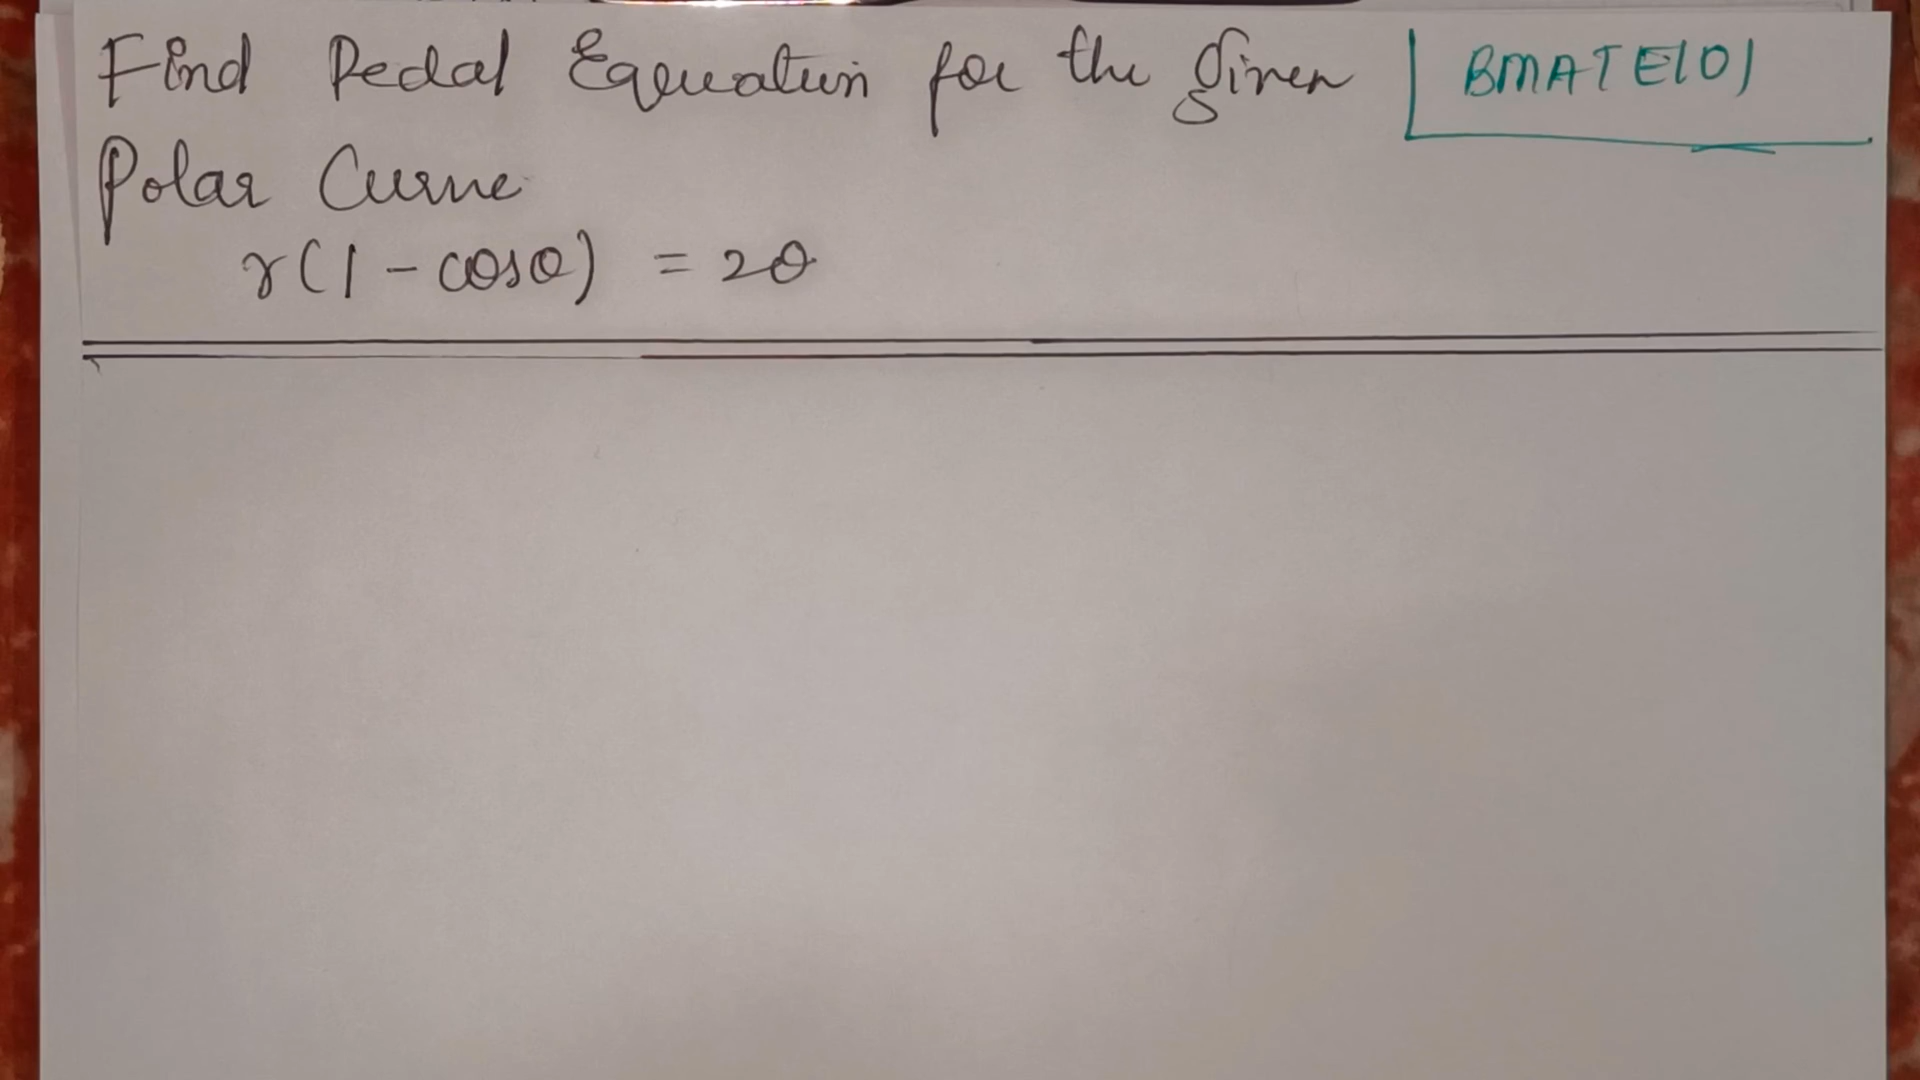 Find Pedal Equation for the given
BMATE101
Polar Curve
r(1 - cosθ) = 2θ